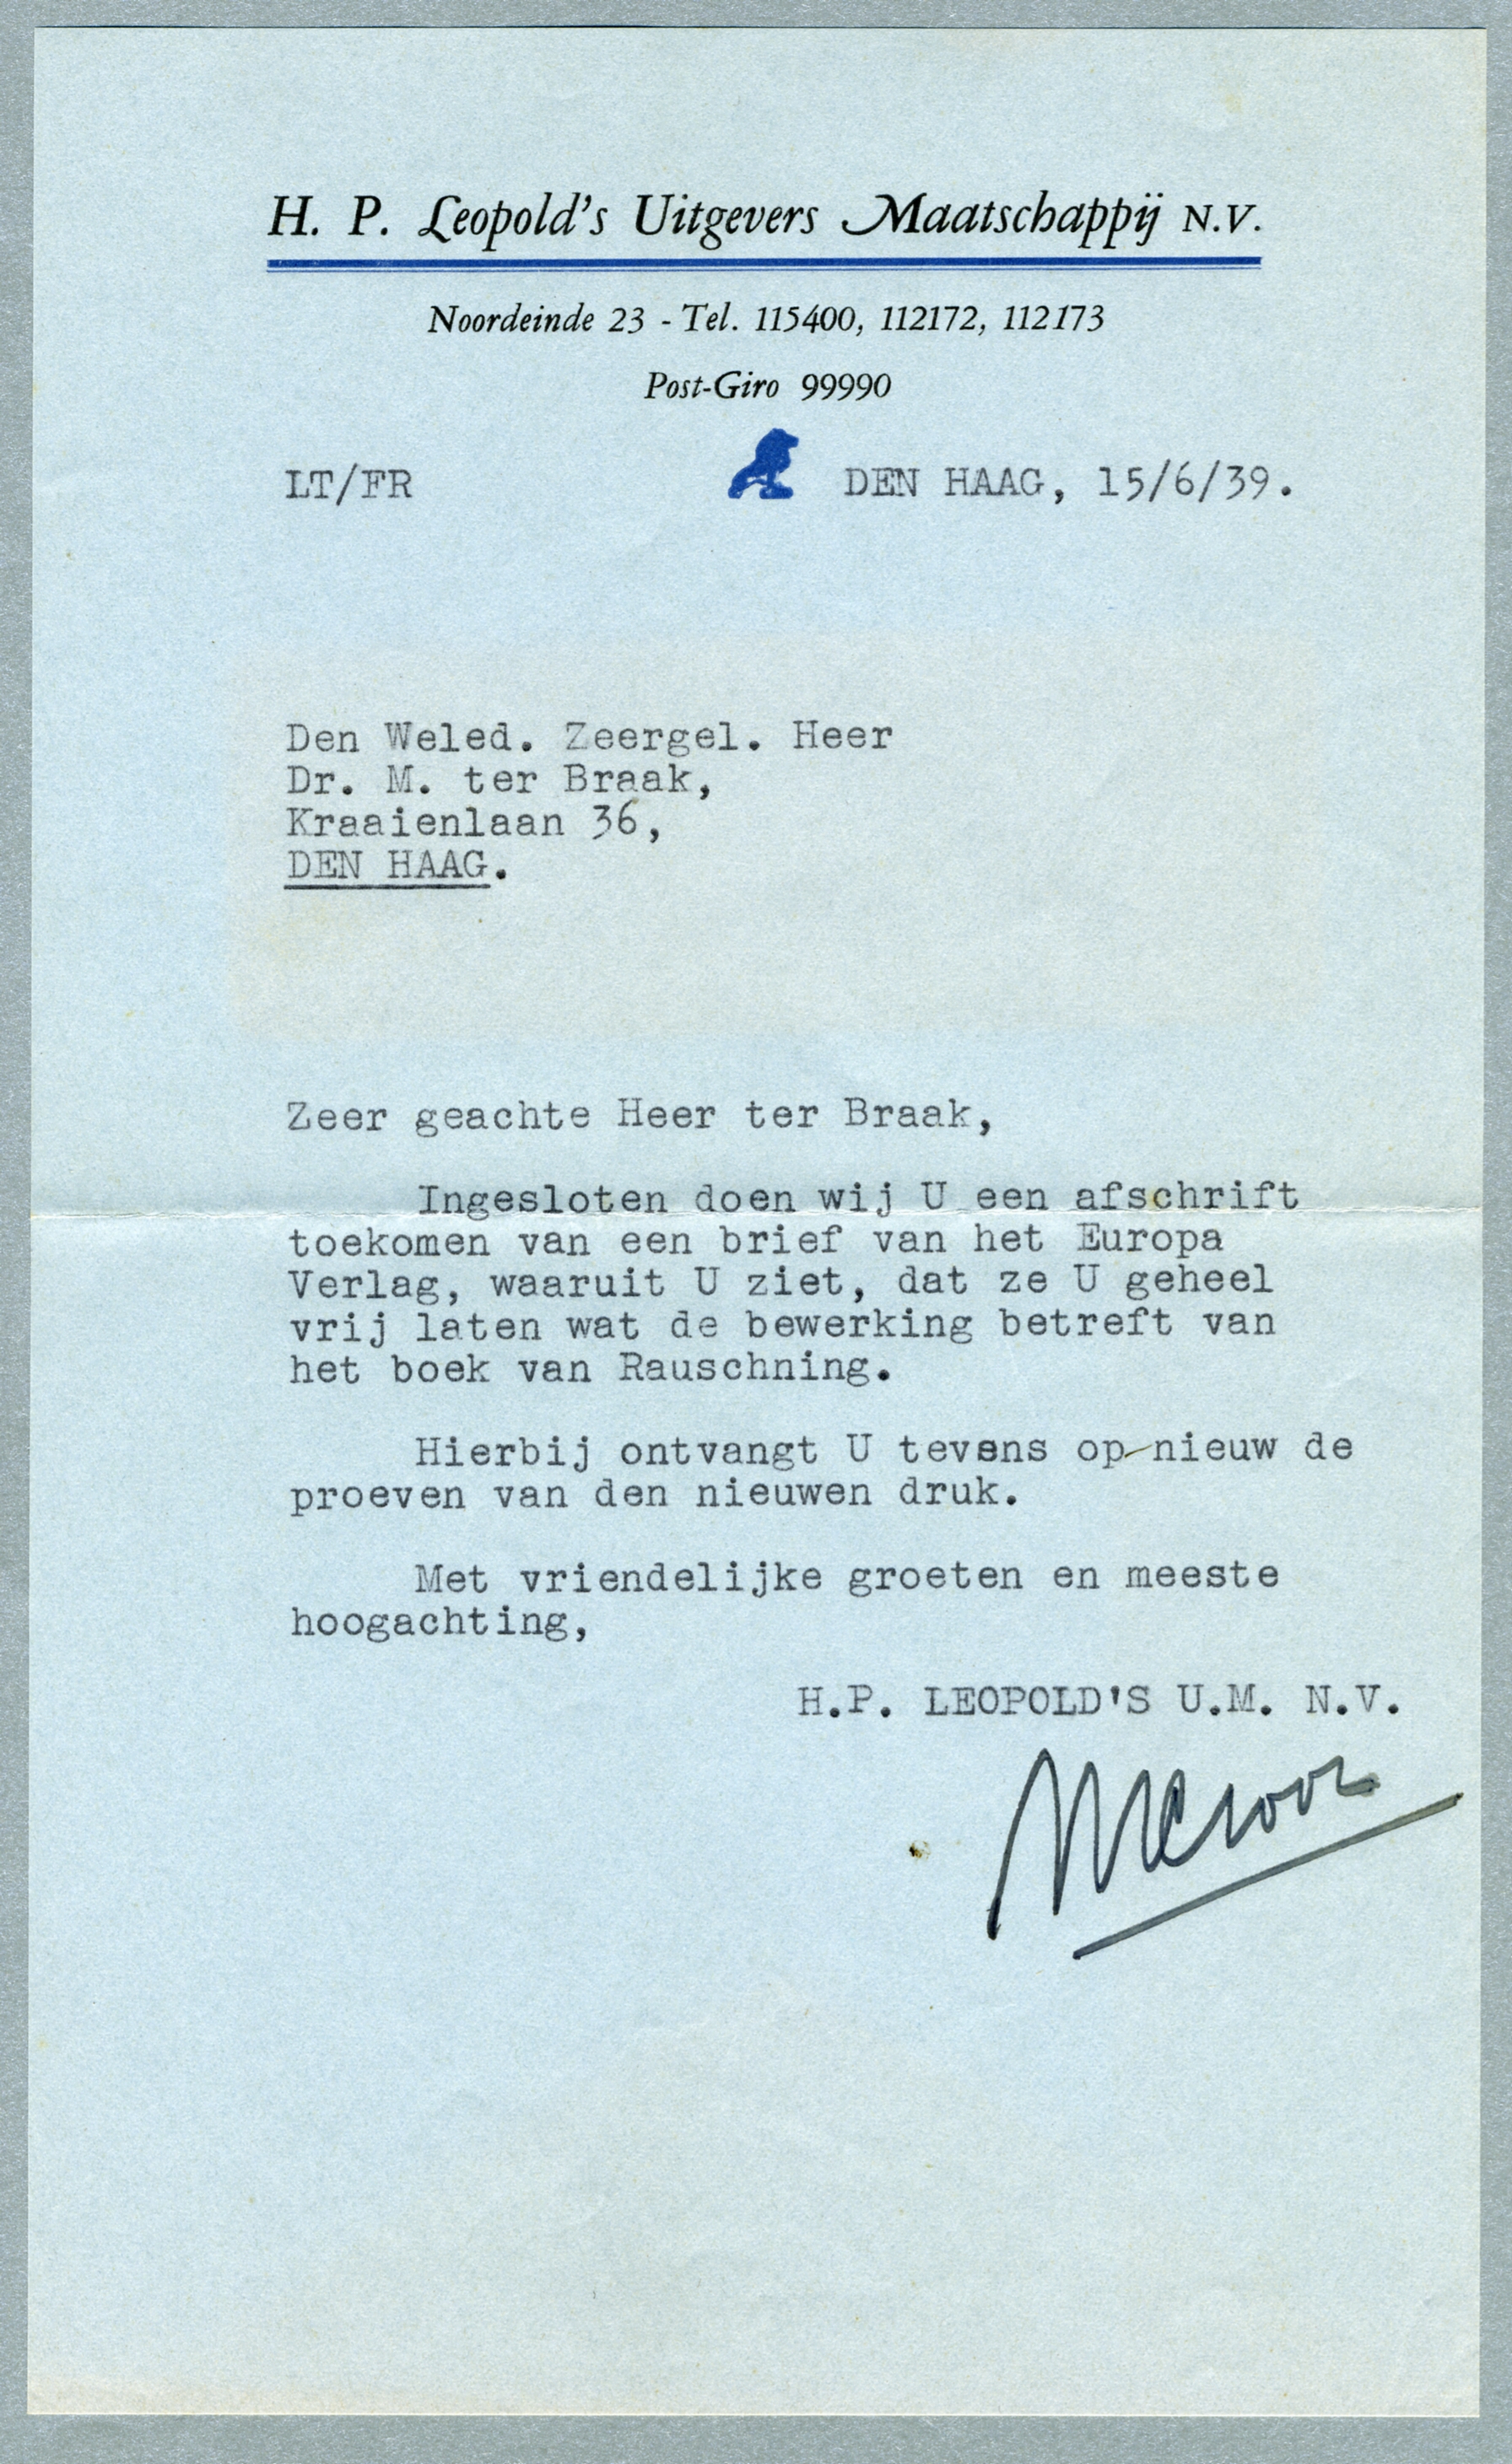 H. P. Leopold's Uitgevers Maatschappij N.V.
Noordeinde 23 - Tel. 115400, 112172, 112173
Post-Giro 99990
LT/FR DEN HAAG, 15/6/39.
Den Weled. Zeergel. Heer
Dr. M. ter Braak,
Kraaienlaan 36,
DEN HAAG.
Zeer geachte Heer ter Braak,
Ingesloten doen wij U een afschrift
toekomen van een brief van het Europa
Verlag, waaruit U ziet, dat ze U geheel
vrij laten wat de bewerking betreft van
het boek van Rauschning.
Hierbij ontvangt U tevens op-nieuw de
proeven van den nieuwen druk.
Met vriendelijke groeten en meeste
hoogachting,
H.P. LEOPOLD'S U.M. N.V.